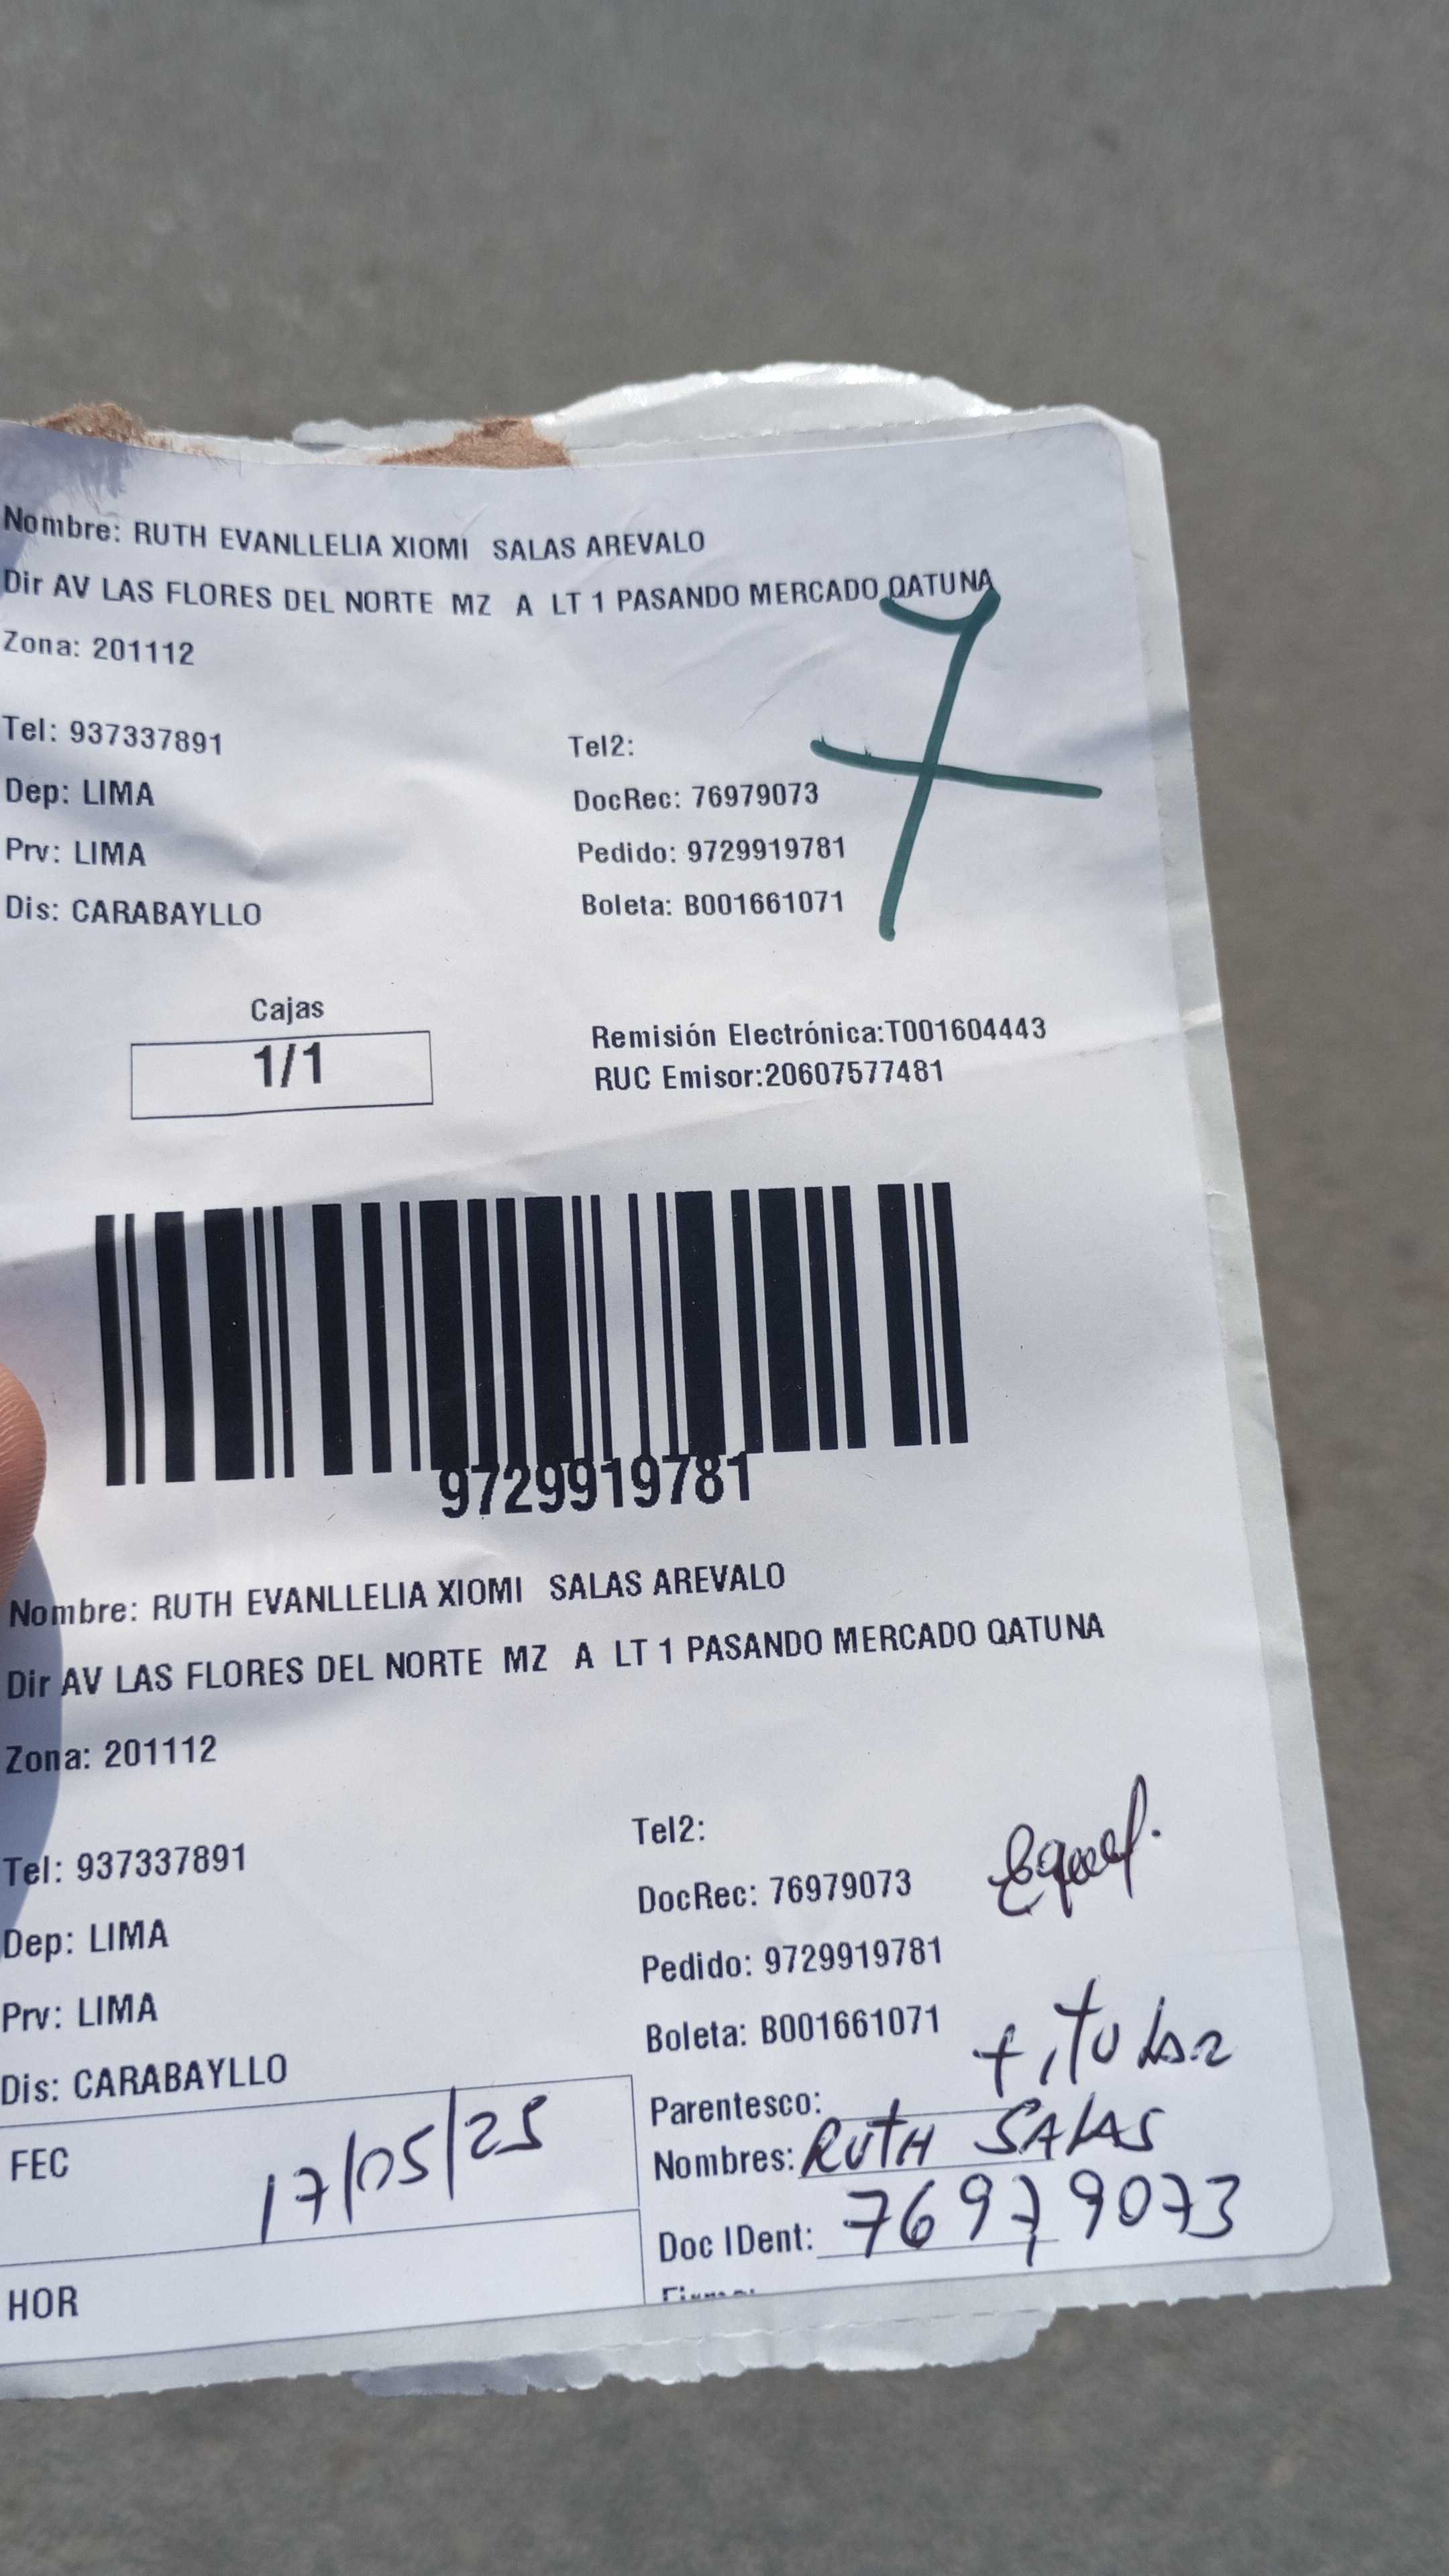 Nombre: RUTH EVANLLELIA XIOMI SALAS AREVALO
Dir AV LAS FLORES DEL NORTE MZ A LT 1 PASANDO MERCADO QATUNA
7
Zona: 201112
Tel: 937337891 Tel2:
Dep: LIMA DocRec: 76979073
Prv: LIMA Pedido: 9729919781
Dis: CARABAYLLO Boleta: B001661071
Cajas
1/1
Remisión Electrónica:T001604443
RUC Emisor:20607577481
9729919781
Nombre: RUTH EVANLLELIA XIOMI SALAS AREVALO
Dir AV LAS FLORES DEL NORTE MZ A LT 1 PASANDO MERCADO QATUNA
Zona: 201112
Tel: 937337891 Tel2:
Dep: LIMA DocRec: 76979073
Prv: LIMA Pedido: 9729919781
Dis: CARABAYLLO Boleta: B001661071
FEC 17/05/25
HOR
Parentesco: titular
Nombres: RUTH SALAS
Doc IDent: 76979073